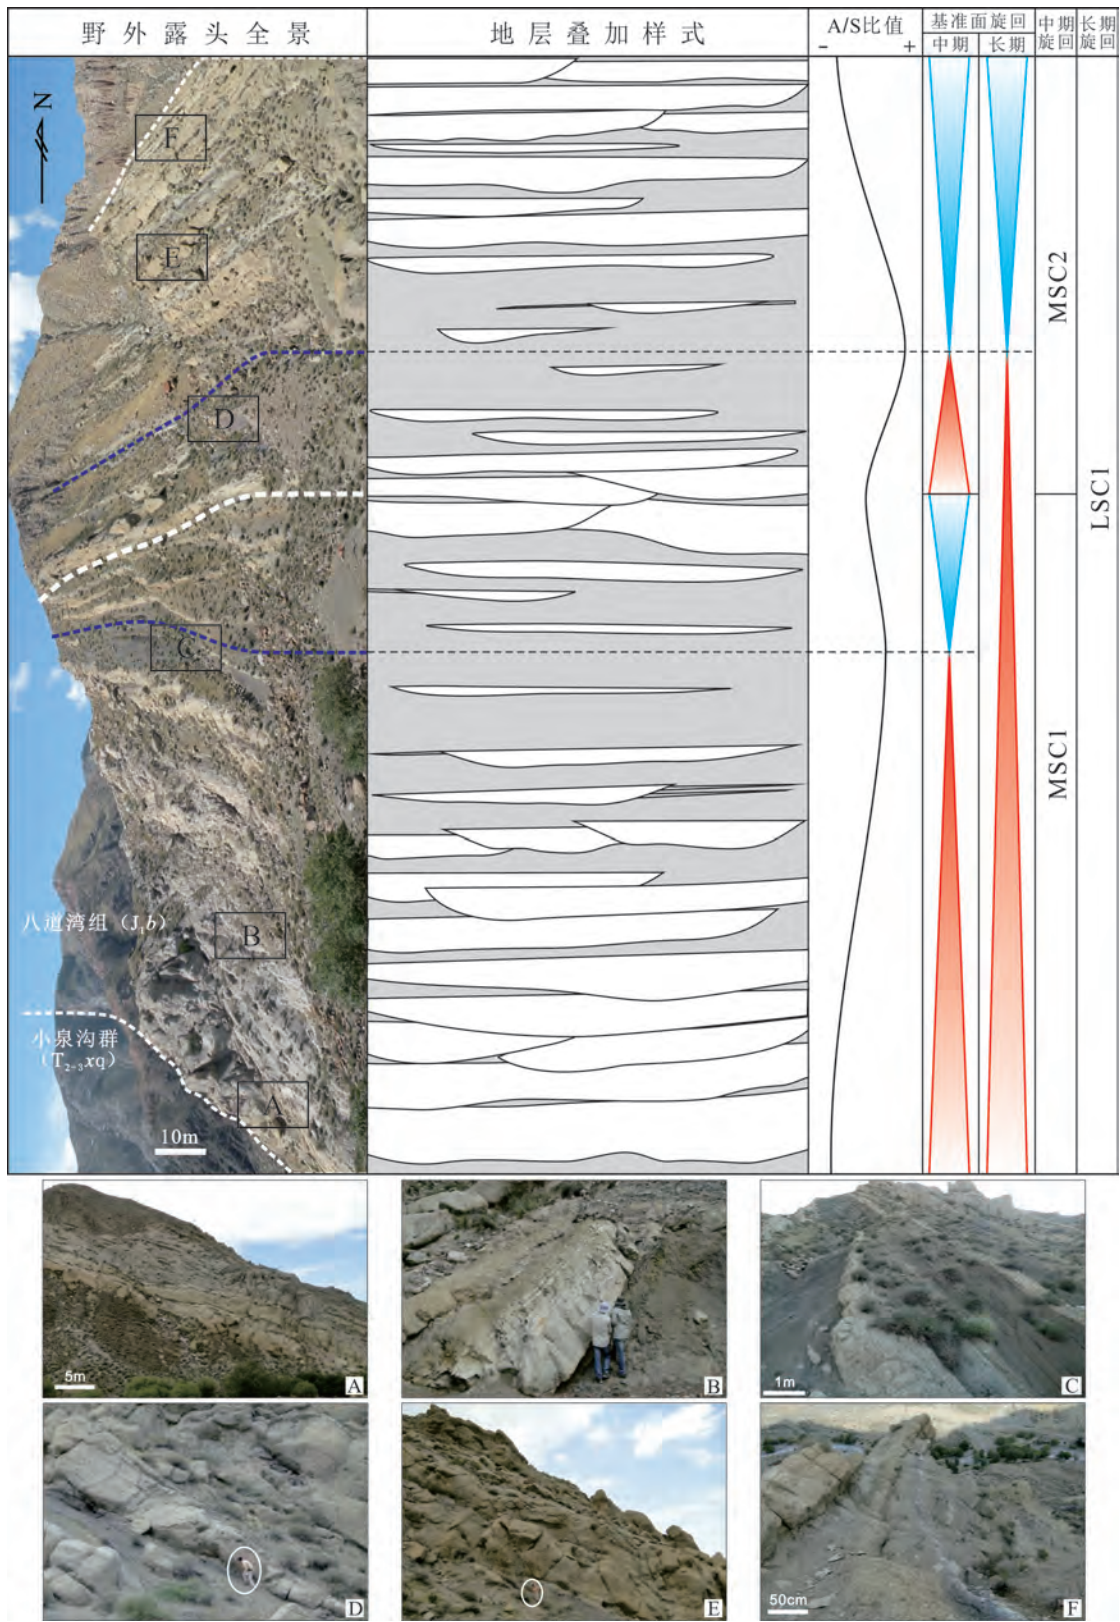 野外露头全景
地层叠加样式
A/S比值
- +
基准面旋回
中期 长期
中期旋回
长期旋回
N
F
E
D
C
B
A
八道湾组（J₁b）
小泉沟群
（T₂₋₃xq）
10m
MSC2
MSC1
LSC1
5m
A
B
1m
C
D
E
50cm
F